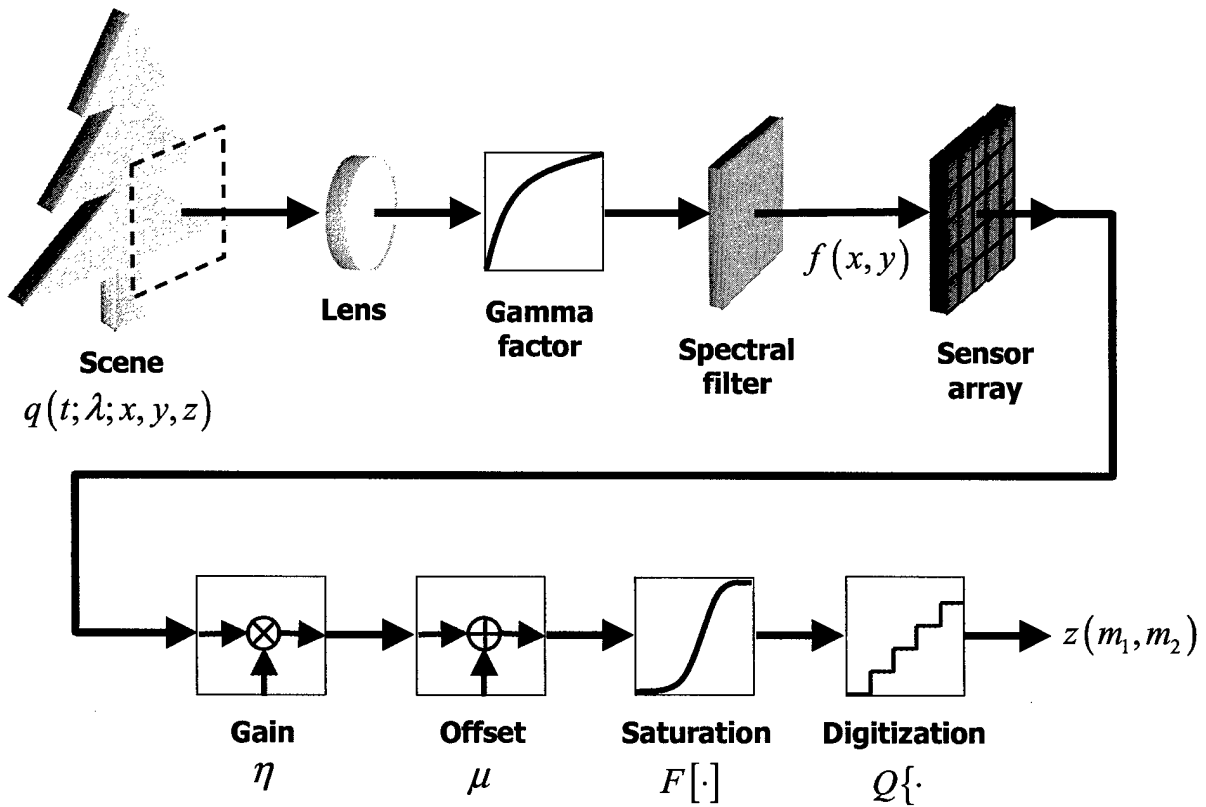 f(x, y)
Lens
Gamma
factor
Spectral
filter
Sensor
array
Scene
q(t; λ; x, y, z)
z(m₁, m₂)
Gain
Offset
Saturation
Digitization
η
μ
F[·]
Q{·